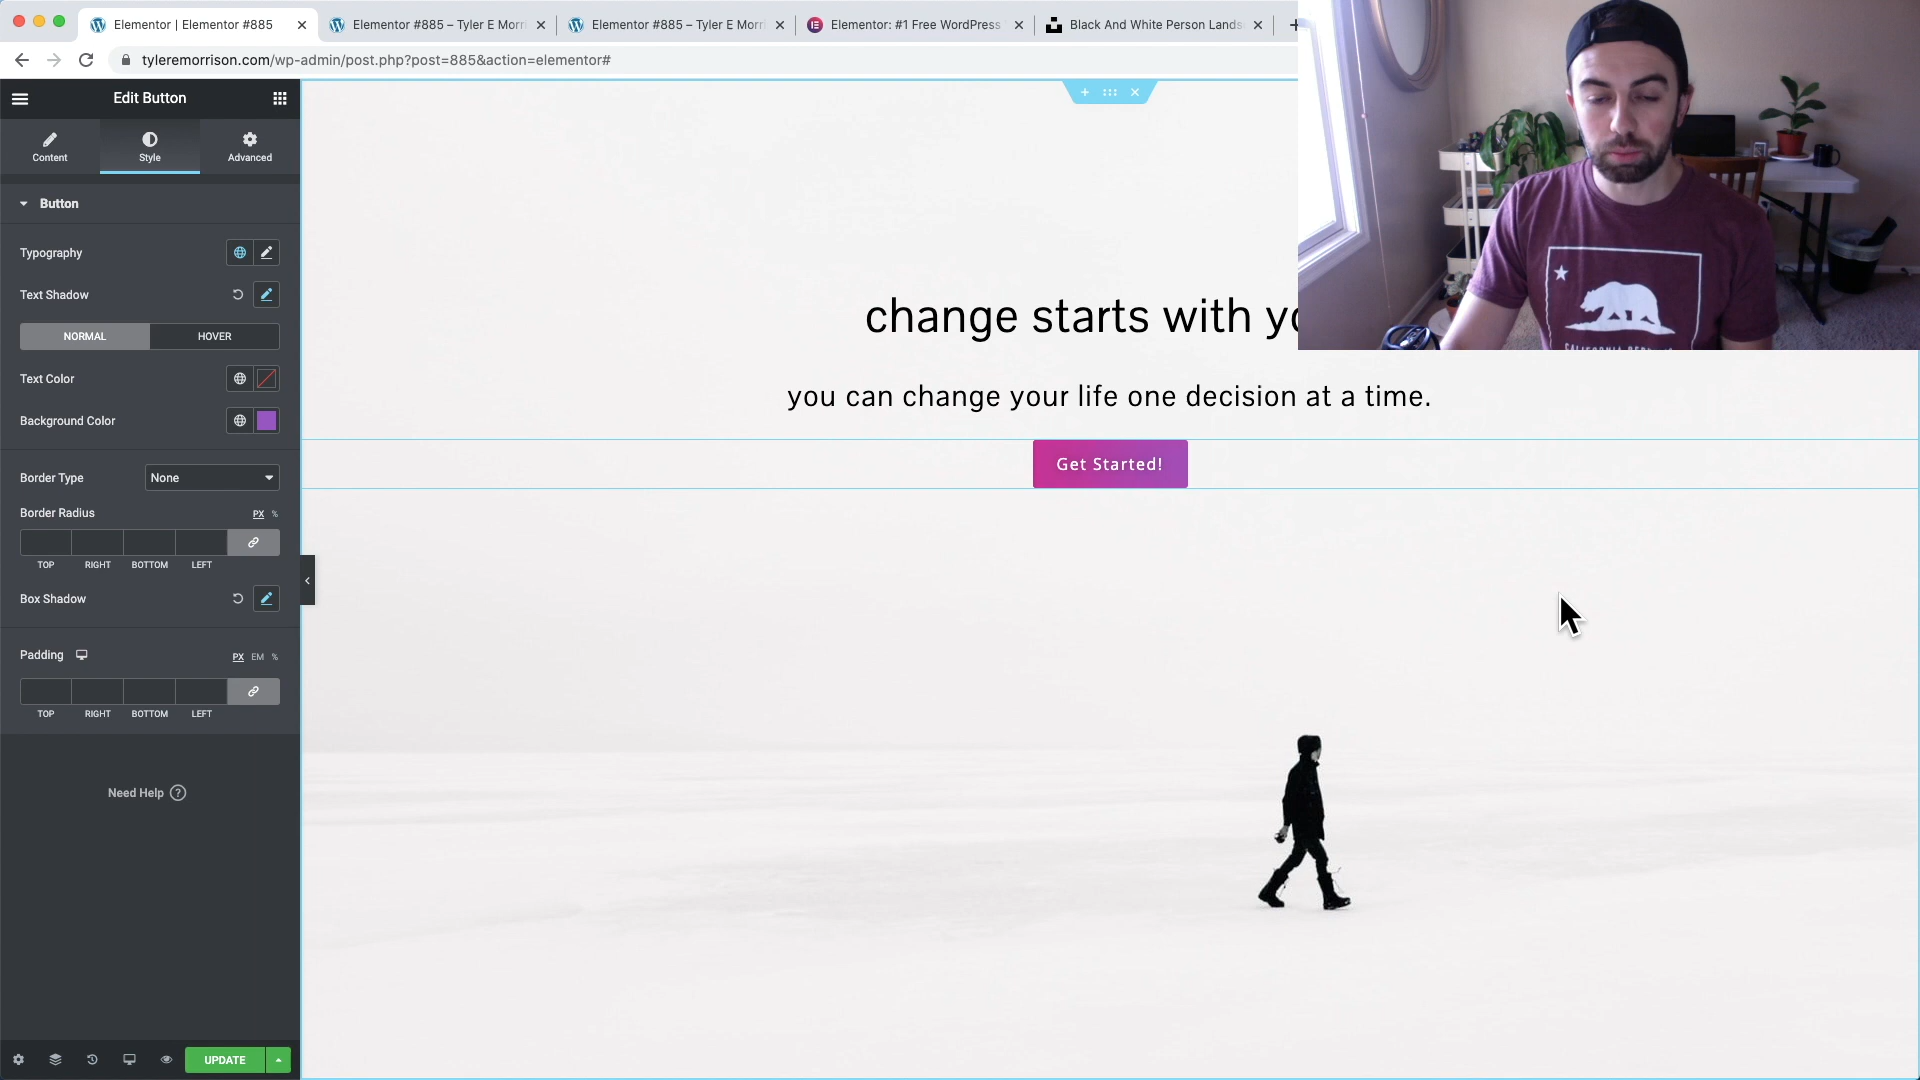 Elementor | Elementor #885
Elementor #885 – Tyler E Morri
Elementor #885 – Tyler E Morri
Elementor: #1 Free WordPress
Black And White Person Lands
tyleremorrison.com/wp-admin/post.php?post=885&action=elementor#
Edit Button
Content
Style
Advanced
Button
Typography
Text Shadow
NORMAL
HOVER
Text Color
Background Color
Border Type
None
Border Radius
PX %
TOP RIGHT BOTTOM LEFT
Box Shadow
Padding
PX EM %
TOP RIGHT BOTTOM LEFT
Need Help ?
UPDATE
change starts with yo
you can change your life one decision at a time.
Get Started!